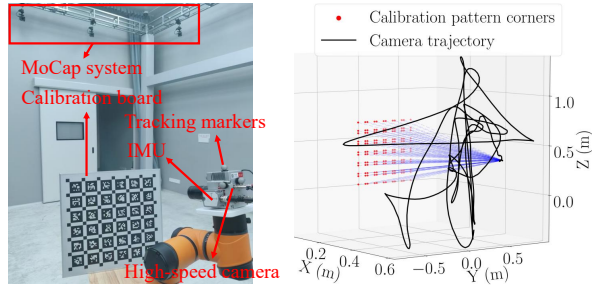 MoCap system
Calibration board
Tracking markers
IMU
High-speed camera
Calibration pattern corners
Camera trajectory
1.0
0.5
0.0
Z (m)
0.2
0.4
0.6
X (m)
−0.5
0.0
0.5
Y (m)